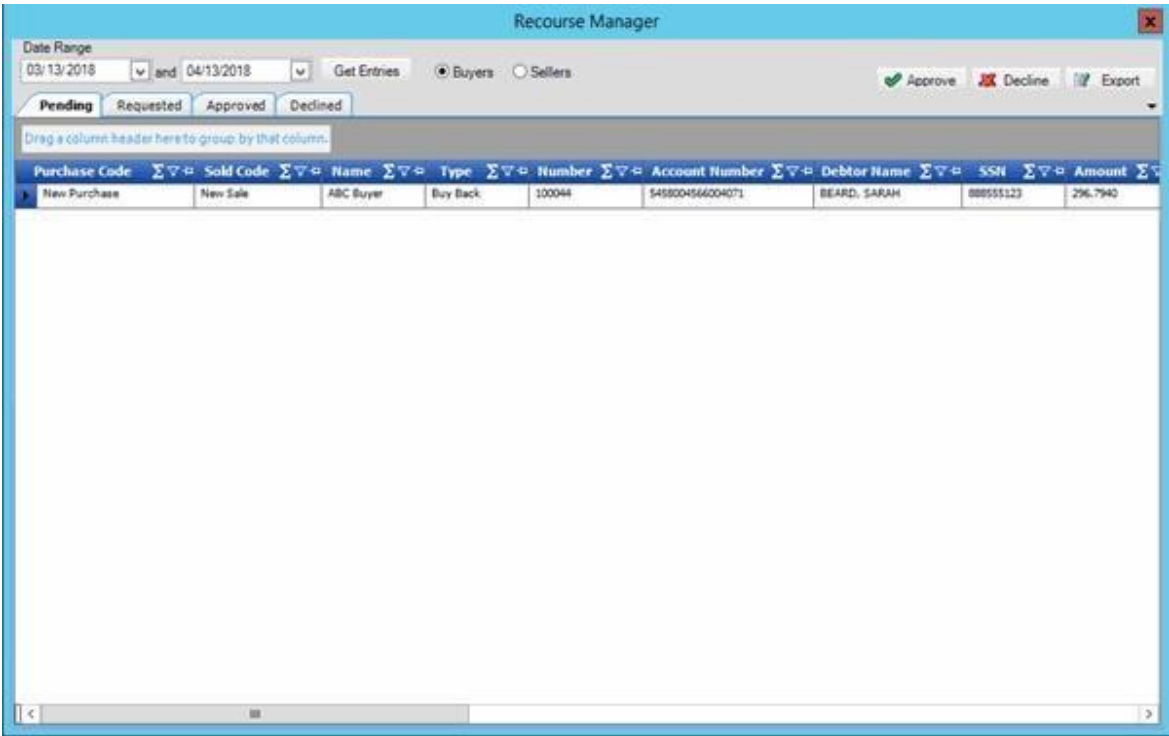 Recourse Manager
Date Range
03/13/2018 and 04/13/2018 Get Entries Buyers Sellers
Approve Decline Export
Pending Requested Approved Declined
Drag a column header here to group by that column.
Purchase Code Σ Sold Code Σ Name Σ Type Σ Number Σ Account Number Σ Debtor Name Σ SSN Σ Amount Σ
New Purchase New Sale ABC Buyer Buy Back 100044 5458004566004071 BEARD, SARAH 888555123 296.7940